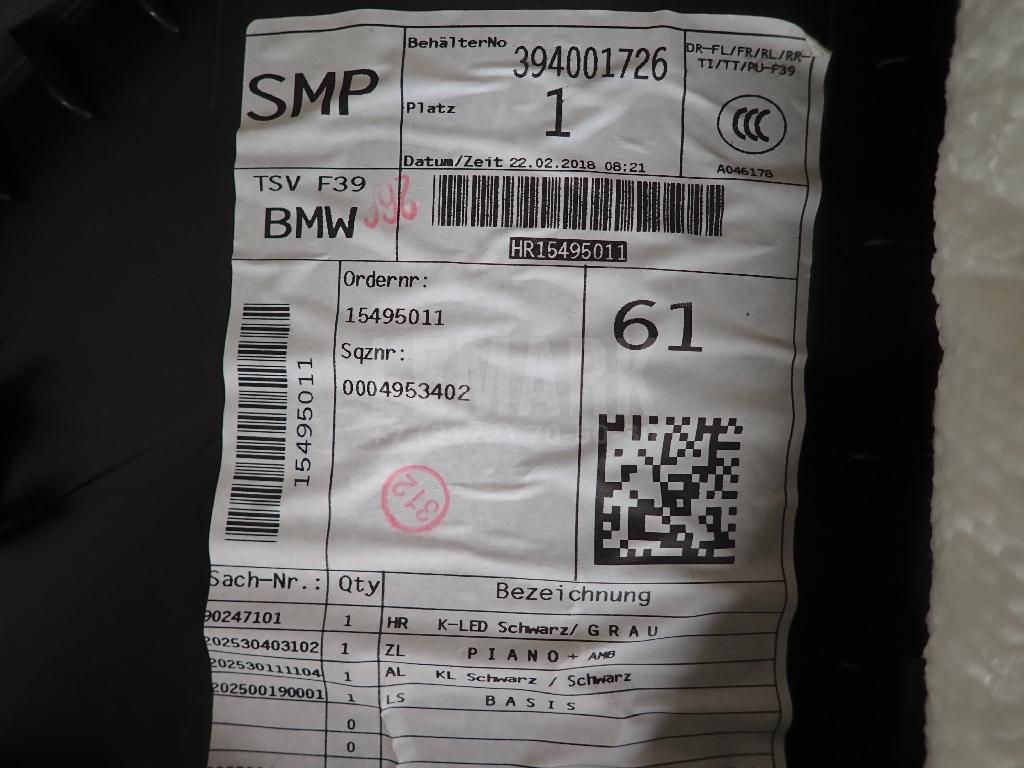 SMP
BehälterNo 394001726
Platz 1
Datum/Zeit 22.02.2018 08:21
DR-FL/FR/RL/RR-
TI/TT/PU-F39
CCC
A046178
TSV F39
BMW
HR15495011
15495011
Ordernr:
15495011
Sqznr:
0004953402
61
312
Sach-Nr.: Qty Bezeichnung
90247101 1 HR K-LED Schwarz/ GRAU
202530403102 1 ZL PIANO + AMB
202530111104 1 AL KL Schwarz / Schwarz
202500190001 1 LS BASIS
0
0